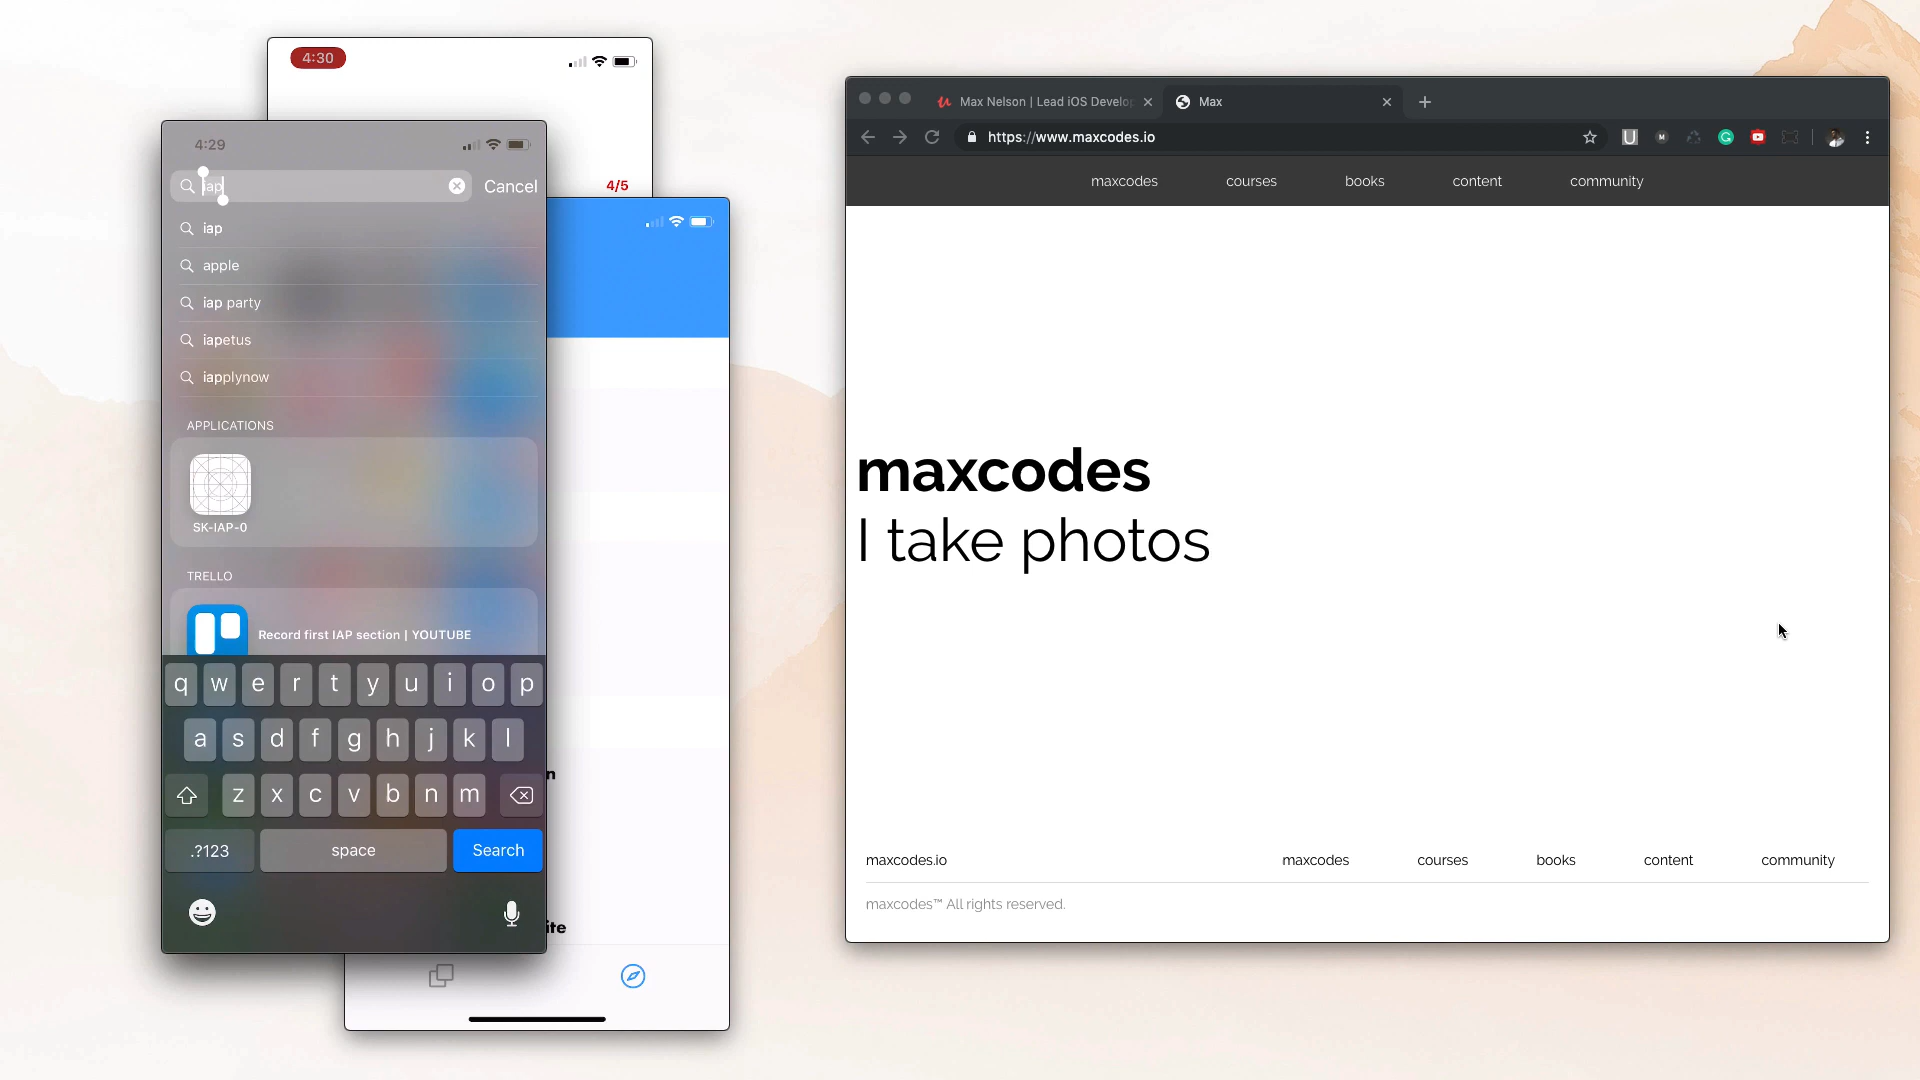 4:30
4:29
iap
Cancel
4/5
iap
apple
iap party
iapetus
iapplynow
APPLICATIONS
SK-IAP-0
TRELLO
Record first IAP section | YOUTUBE
q w e r t y u i o p
a s d f g h j k l
z x c v b n m
.?123 space Search
n
ite
Max Nelson | Lead iOS Develop
Max
https://www.maxcodes.io
U
M
maxcodes courses books content community
maxcodes
I take photos
maxcodes.io maxcodes courses books content community
maxcodes™ All rights reserved.